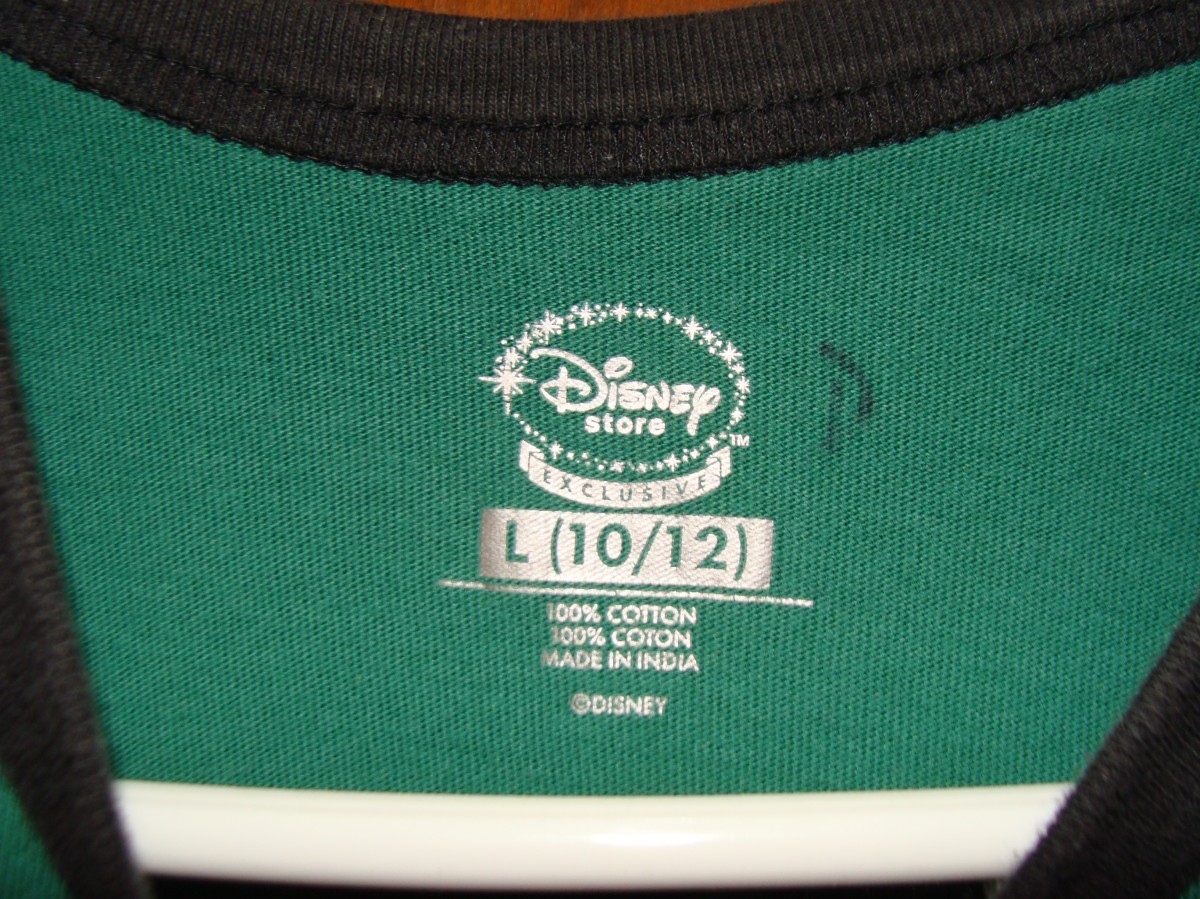 Disney
store
TM
EXCLUSIVE
L (10/12)
100% COTTON
100% COTON
MADE IN INDIA
©DISNEY